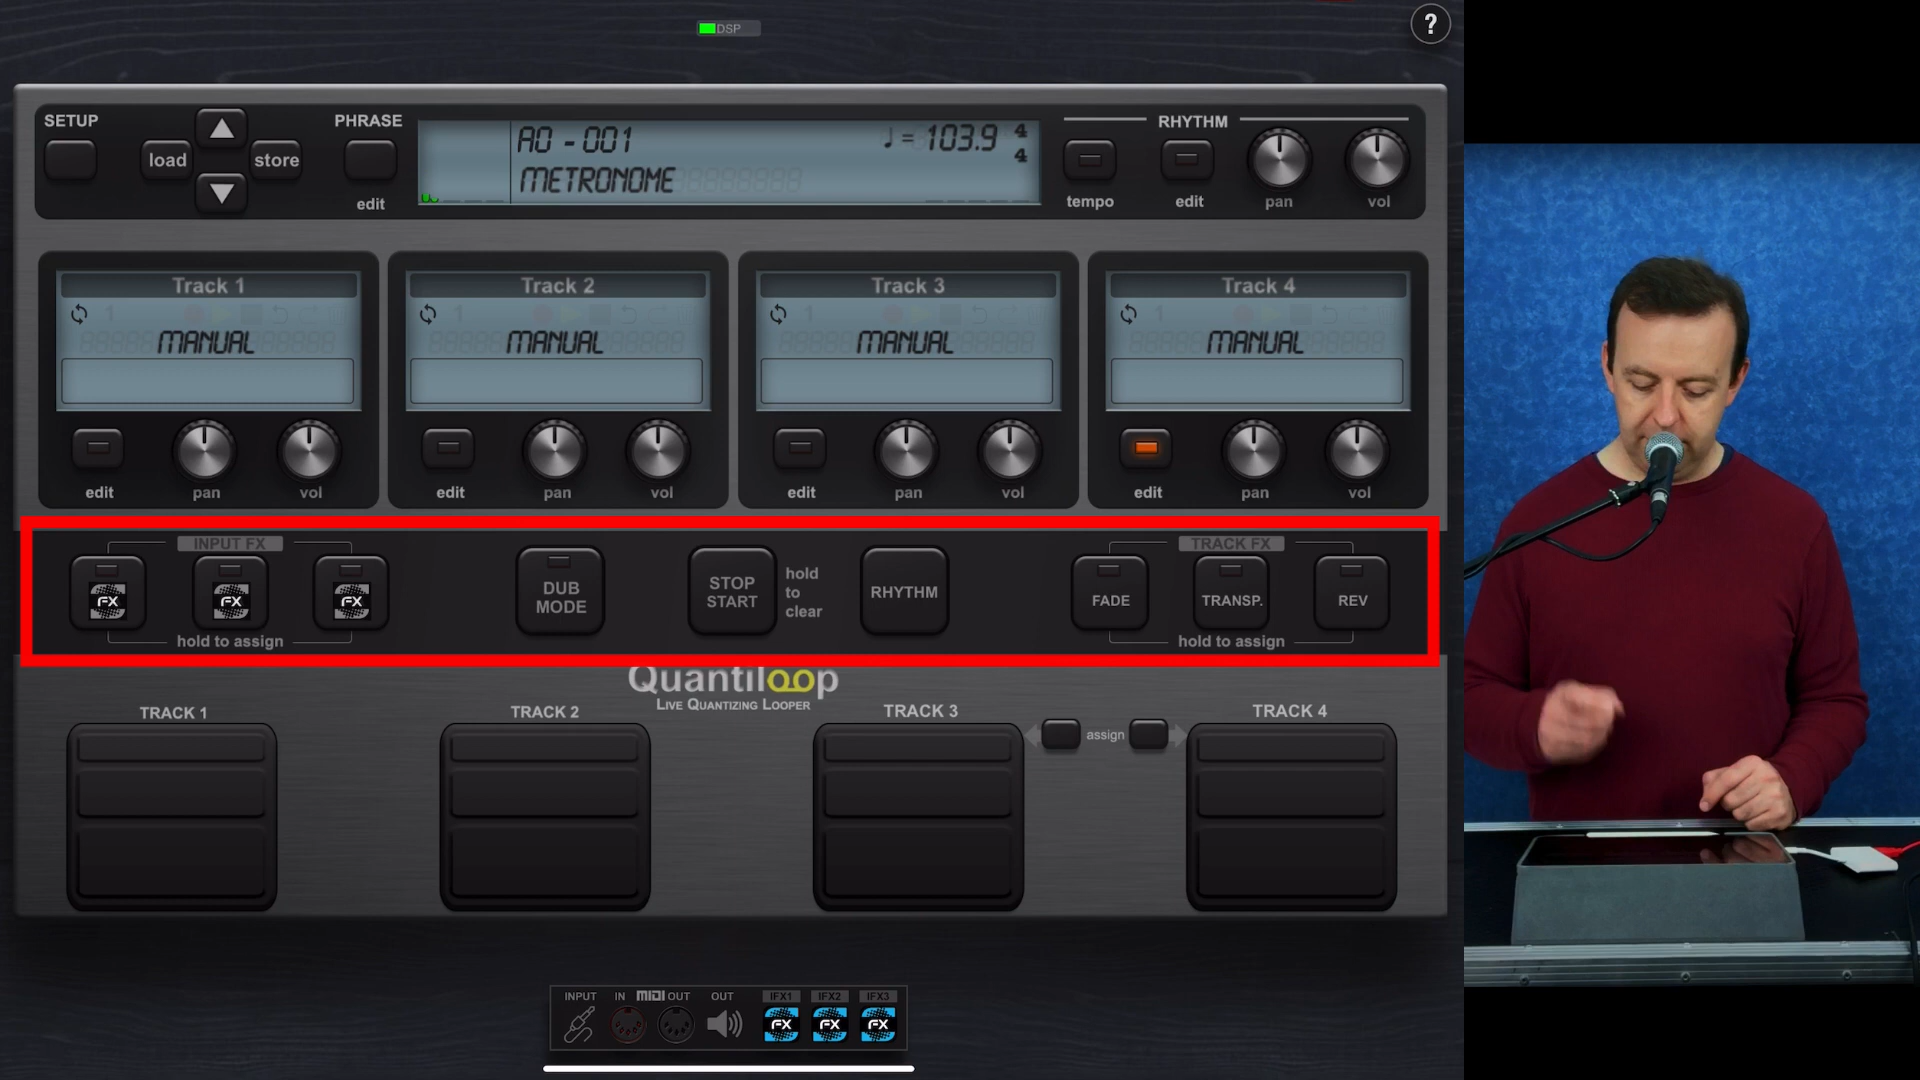 DSP
?
SETUP
load
store
PHRASE
edit
A0 - 001
♩ = 103.9 4/4
METRONOME
RHYTHM
tempo
edit
pan
vol
Track 1
MANUAL
edit
pan
vol
Track 2
MANUAL
edit
pan
vol
Track 3
MANUAL
edit
pan
vol
Track 4
MANUAL
edit
pan
vol
INPUT FX
FX
FX
FX
hold to assign
DUB
MODE
STOP
START
hold
to
clear
RHYTHM
TRACK FX
FADE
TRANSP.
REV
hold to assign
Quantiloop
LIVE QUANTIZING LOOPER
TRACK 1
TRACK 2
TRACK 3
assign
TRACK 4
INPUT
IN MIDI OUT
OUT
IFX1
IFX2
IFX3
FX
FX
FX